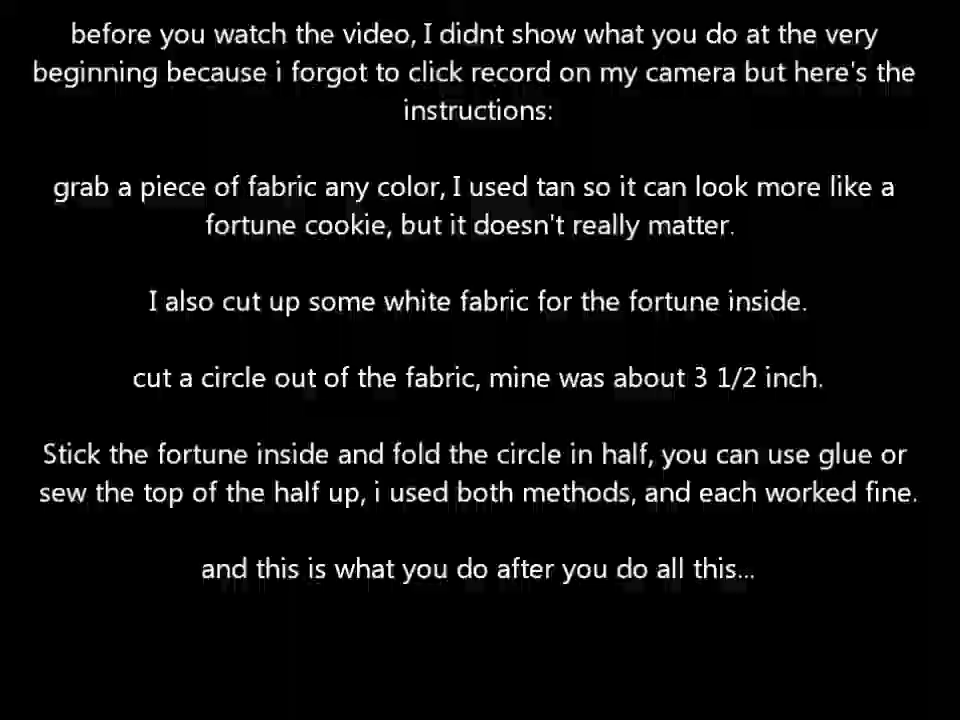 before you watch the video, I didnt show what you do at the very
beginning because i forgot to click record on my camera but here's the
instructions:
grab a piece of fabric any color, I used tan so it can look more like a
fortune cookie, but it doesn't really matter.
I also cut up some white fabric for the fortune inside.
cut a circle out of the fabric, mine was about 3 1/2 inch.
Stick the fortune inside and fold the circle in half, you can use glue or
sew the top of the half up, i used both methods, and each worked fine.
and this is what you do after you do all this...